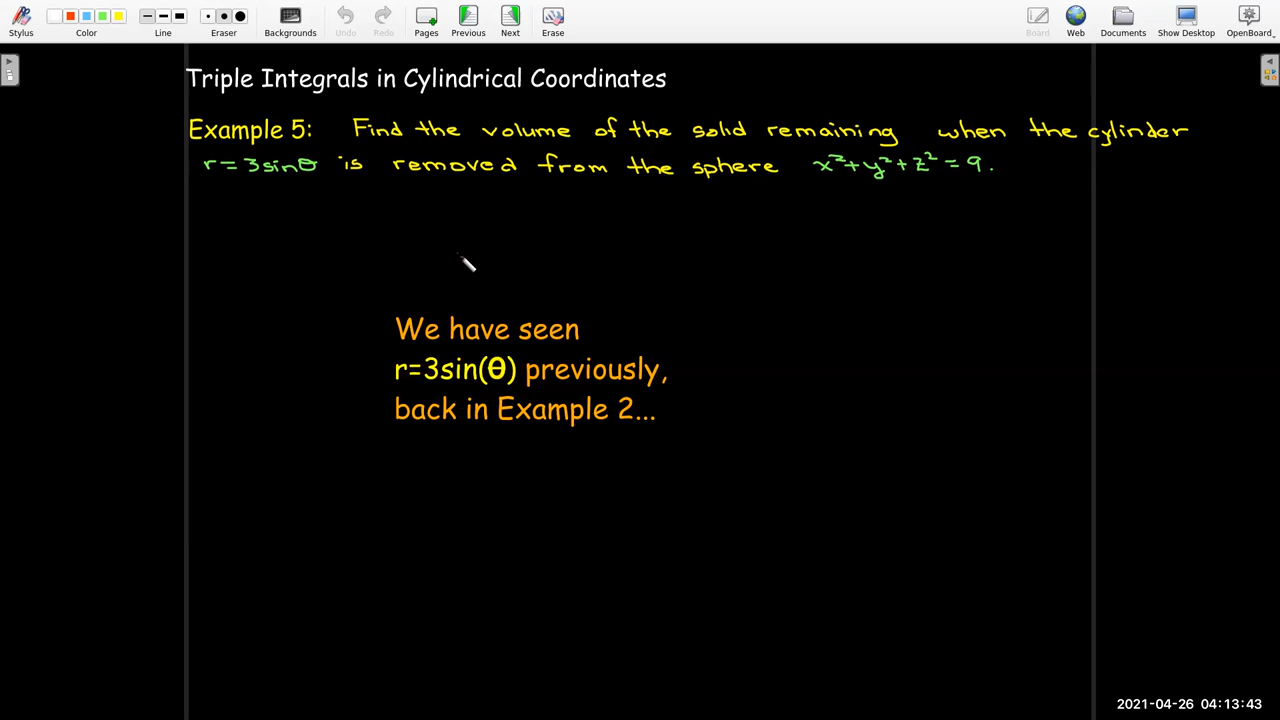 Stylus Color Line Eraser Backgrounds Undo Redo Pages Previous Next Erase Board Web Documents Show Desktop OpenBoard
Triple Integrals in Cylindrical Coordinates
Example 5: Find the volume of the solid remaining when the cylinder
r=3sinθ is removed from the sphere x²+y²+z²=9.
We have seen
r=3sin(θ) previously,
back in Example 2...
2021-04-26 04:13:43